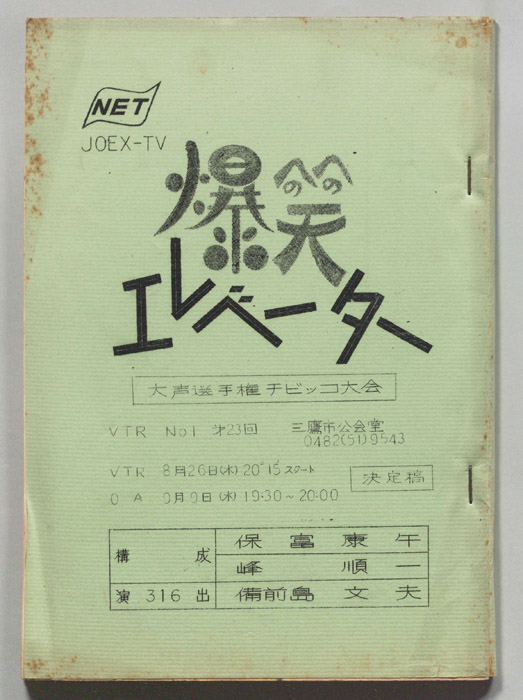 NET
JOEX-TV
爆笑
エレベーター
大声選手権チビッコ大会
VTR No1 才23回 三鷹市公会堂
0482(51)9543
VTR 8月26日(木) 20°15′スタート
決定稿
O A 9月9日(木) 19:30~20:00
構成 保富康午
峰順一
演316出 備前島文夫